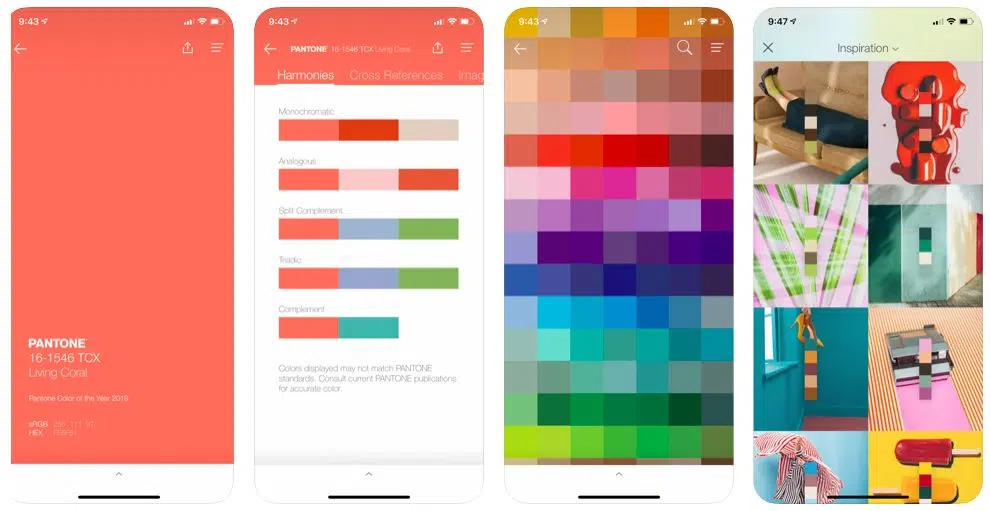 9:43
PANTONE®
16-1546 TCX
Living Coral
Pantone Color of the Year 2019
sRGB 255 111 97
HEX FF6F61
9:43
PANTONE® 16-1546 TCX Living Coral
Harmonies Cross References Imag
Monochromatic
Analogous
Split Complement
Triadic
Complement
Colors displayed may not match PANTONE
standards. Consult current PANTONE publications
for accurate color.
9:43
9:47
Inspiration